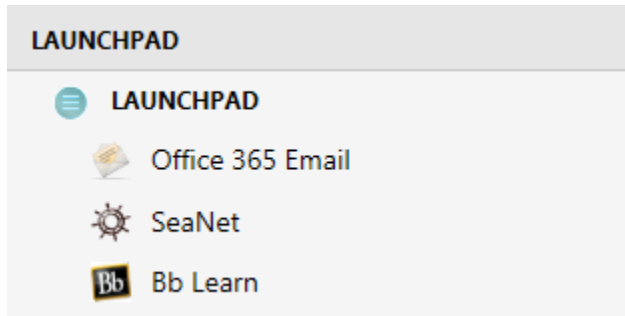 LAUNCHPAD
LAUNCHPAD
Office 365 Email
SeaNet
Bb Bb Learn